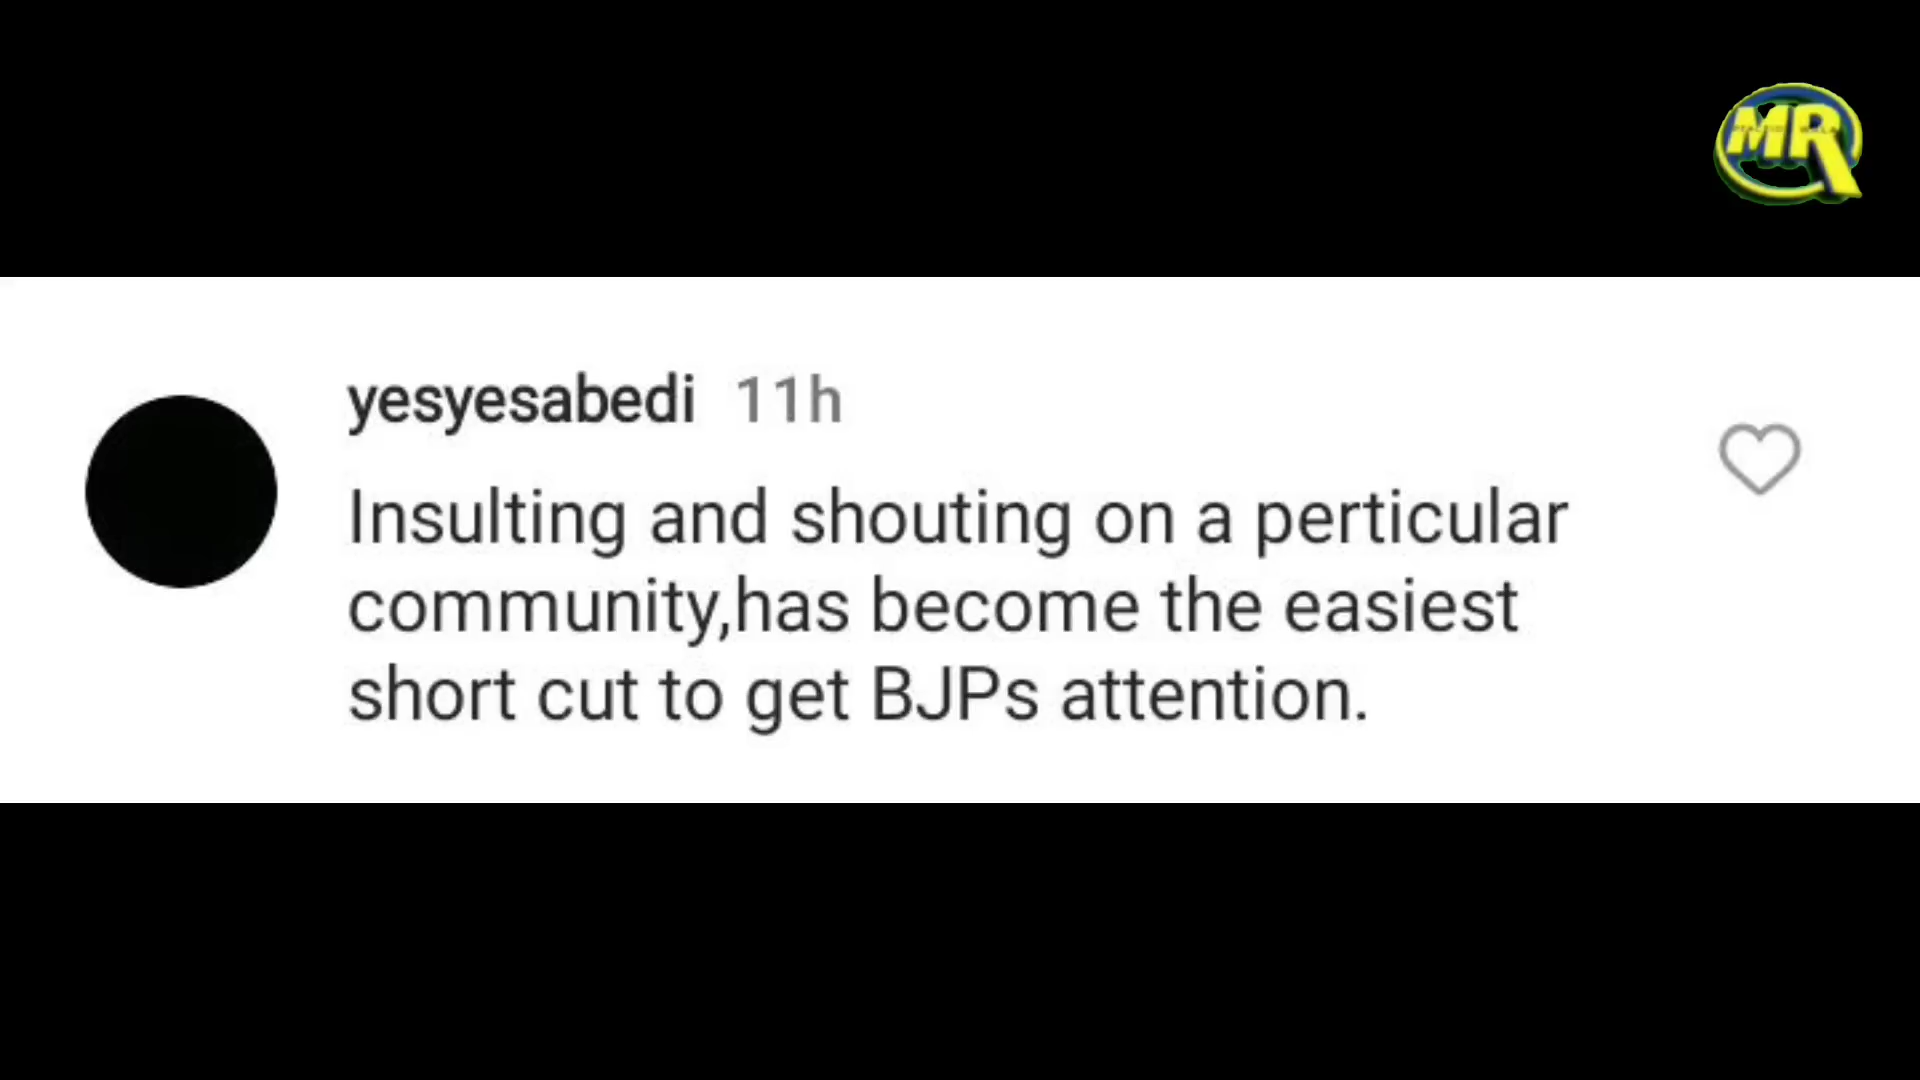 MR
yesyesabedi 11h
Insulting and shouting on a perticular
community,has become the easiest
short cut to get BJPs attention.